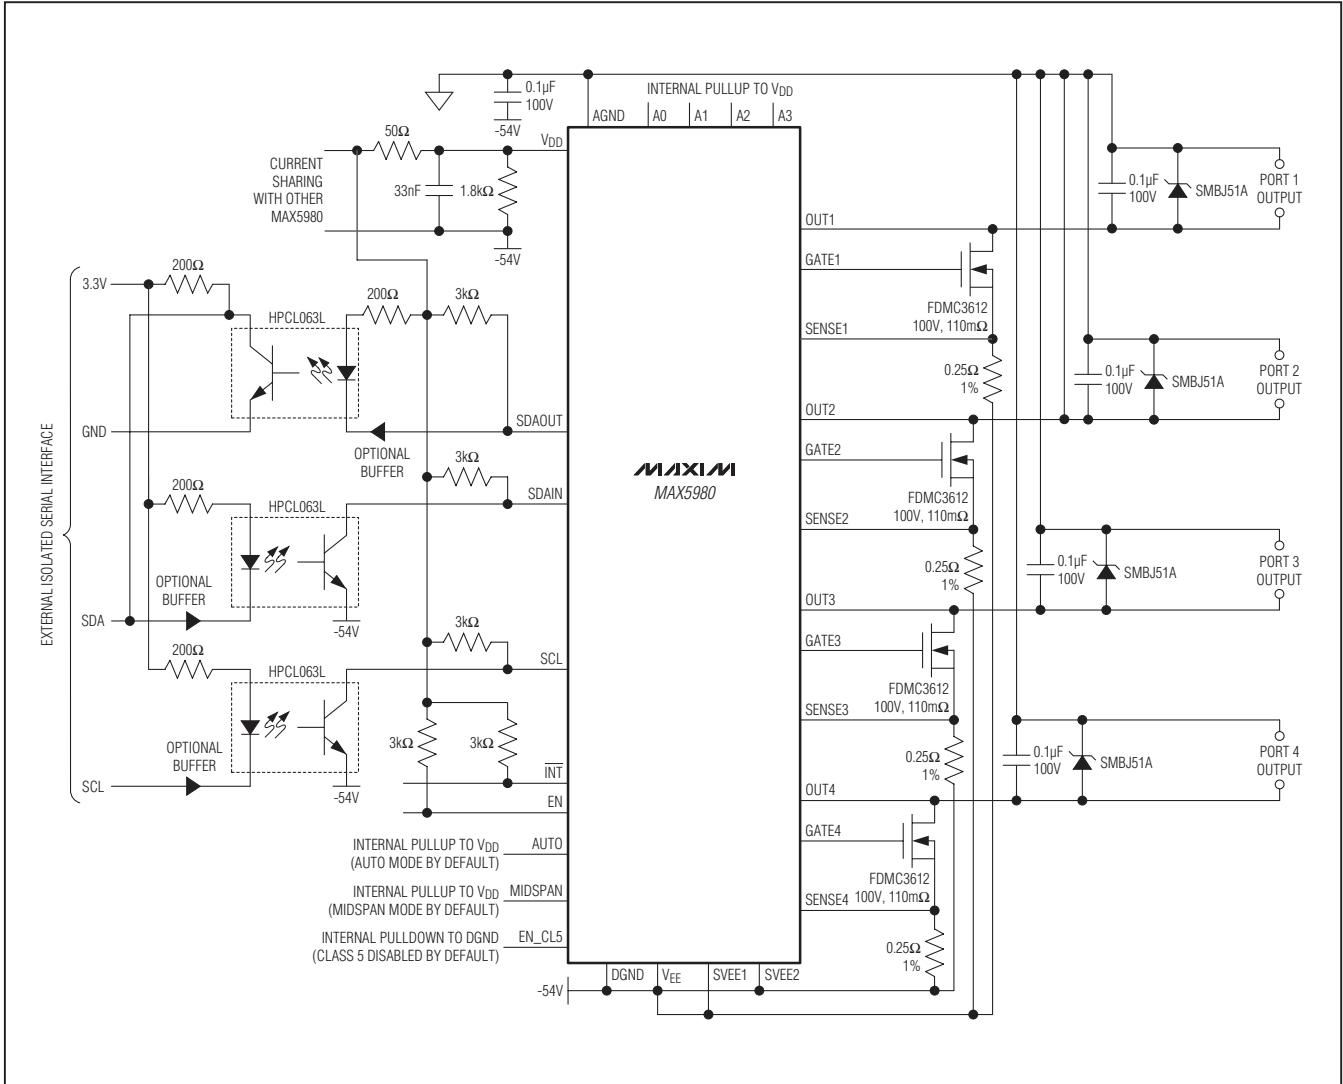 0.1µF
100V
-54V
INTERNAL PULLUP TO VDD
AGND
A0
A1
A2
A3
50Ω
VDD
CURRENT
SHARING
WITH OTHER
MAX5980
33nF
1.8kΩ
-54V
EXTERNAL ISOLATED SERIAL INTERFACE
3.3V
200Ω
HPCL063L
200Ω
3kΩ
GND
OPTIONAL
BUFFER
SDAOUT
3kΩ
200Ω
HPCL063L
SDAIN
OPTIONAL
BUFFER
SDA
-54V
3kΩ
200Ω
HPCL063L
SCL
OPTIONAL
BUFFER
SCL
-54V
3kΩ
3kΩ
INT
EN
INTERNAL PULLUP TO VDD
(AUTO MODE BY DEFAULT)
AUTO
INTERNAL PULLUP TO VDD
(MIDSPAN MODE BY DEFAULT)
MIDSPAN
INTERNAL PULLDOWN TO DGND
(CLASS 5 DISABLED BY DEFAULT)
EN_CL5
MAXIM
MAX5980
-54V
DGND
VEE
SVEE1
SVEE2
OUT1
GATE1
FDMC3612
100V, 110mΩ
SENSE1
0.25Ω
1%
0.1µF
100V
SMBJ51A
PORT 1
OUTPUT
OUT2
GATE2
FDMC3612
100V, 110mΩ
SENSE2
0.25Ω
1%
0.1µF
100V
SMBJ51A
PORT 2
OUTPUT
OUT3
GATE3
FDMC3612
100V, 110mΩ
SENSE3
0.25Ω
1%
0.1µF
100V
SMBJ51A
PORT 3
OUTPUT
OUT4
GATE4
FDMC3612
100V, 110mΩ
SENSE4
0.25Ω
1%
0.1µF
100V
SMBJ51A
PORT 4
OUTPUT